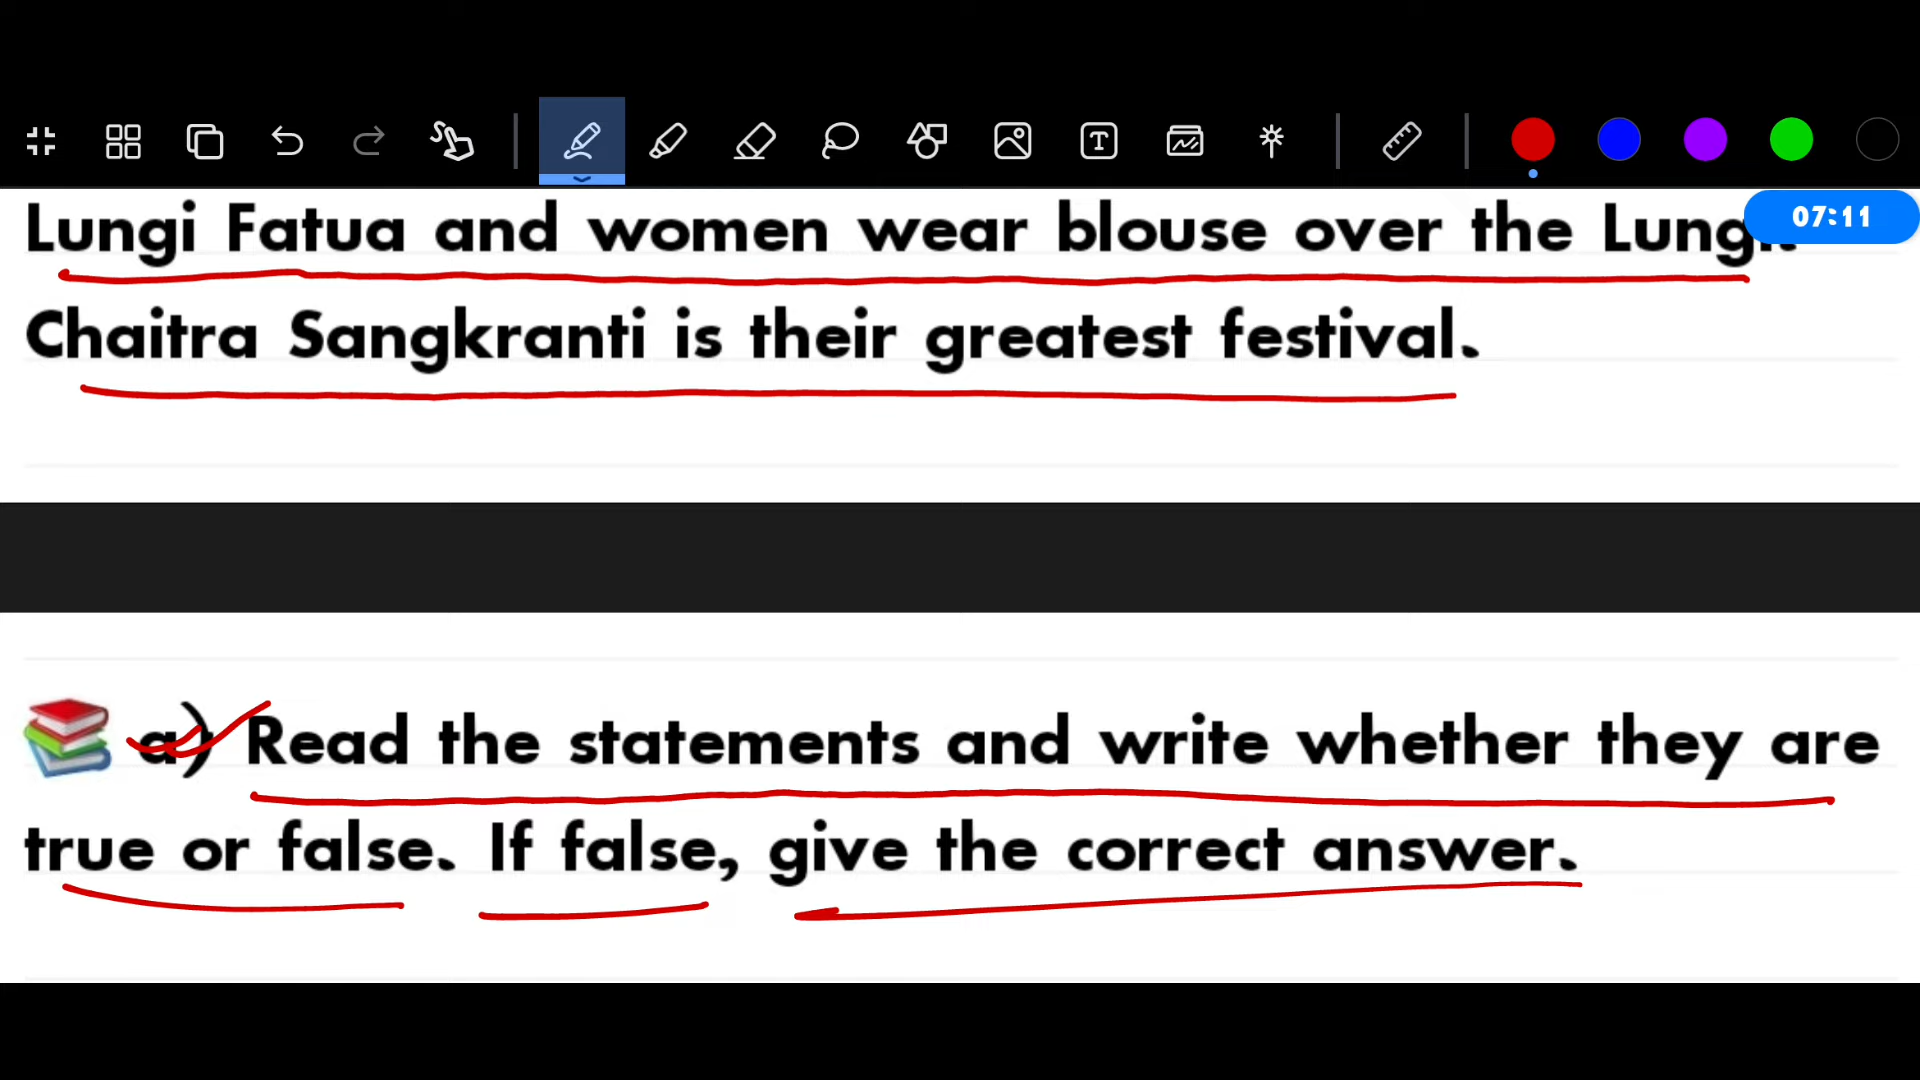 07:11
Lungi Fatua and women wear blouse over the Lungi.
Chaitra Sangkranti is their greatest festival.
a) Read the statements and write whether they are
true or false. If false, give the correct answer.